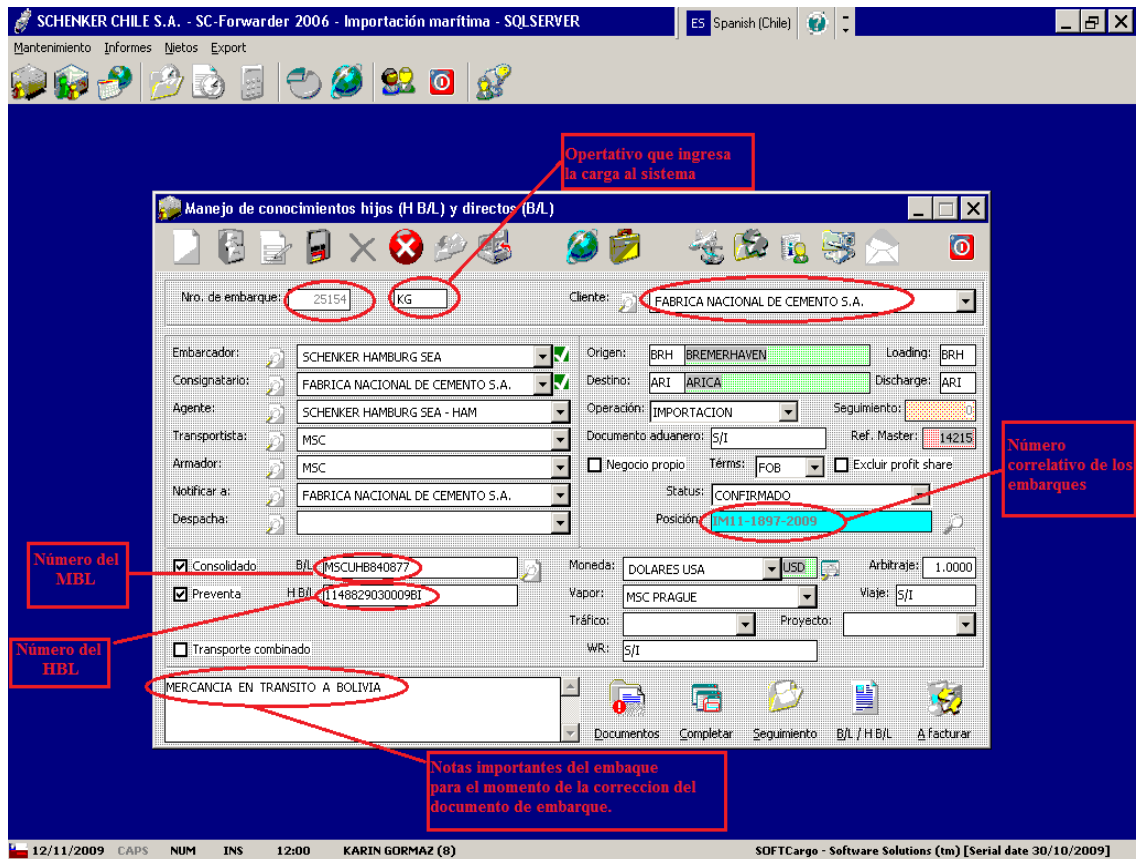 SCHENKER CHILE S.A. - SC-Forwarder 2006 - Importación marítima - SQLSERVER
ES Spanish (Chile)
Mantenimiento Informes Nietos Export
Opertativo que ingresa
la carga al sistema
Manejo de conocimientos hijos (H B/L) y directos (B/L)
Nro. de embarque: 25154 KG Cliente: FABRICA NACIONAL DE CEMENTO S.A.
Embarcador: SCHENKER HAMBURG SEA Origen: BRH BREMERHAVEN Loading: BRH
Consignatario: FABRICA NACIONAL DE CEMENTO S.A. Destino: ARI ARICA Discharge: ARI
Agente: SCHENKER HAMBURG SEA - HAM Operación: IMPORTACION Seguimiento: 0
Transportista: MSC Documento aduanero: S/I Ref. Master: 14215
Armador: MSC Negocio propio Térms: FOB Excluir profit share
Notificar a: FABRICA NACIONAL DE CEMENTO S.A. Status: CONFIRMADO
Despacha: Posición: IM11-1897-2009
Número
correlativo de los
embarques
Número del
MBL
Consolidado B/L MSCUHB840877 Moneda: DOLARES USA USD Arbitraje: 1.0000
Preventa H B/L 1148829030009BI Vapor: MSC PRAGUE Viaje: S/I
Tráfico: Proyecto:
Número del
HBL
Transporte combinado WR: S/I
MERCANCIA EN TRANSITO A BOLIVIA
Documentos Completar Seguimiento B/L / H B/L A facturar
Notas importantes del embaque
para el momento de la correccion del
documento de embarque.
12/11/2009 CAPS NUM INS 12:00 KARIN GORMAZ (8) SOFTCargo - Software Solutions (tm) [Serial date 30/10/2009]